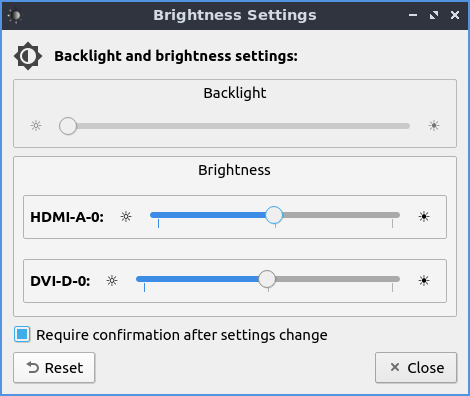 Brightness Settings
Backlight and brightness settings:
Backlight
Brightness
HDMI-A-0:
DVI-D-0:
Require confirmation after settings change
Reset
Close